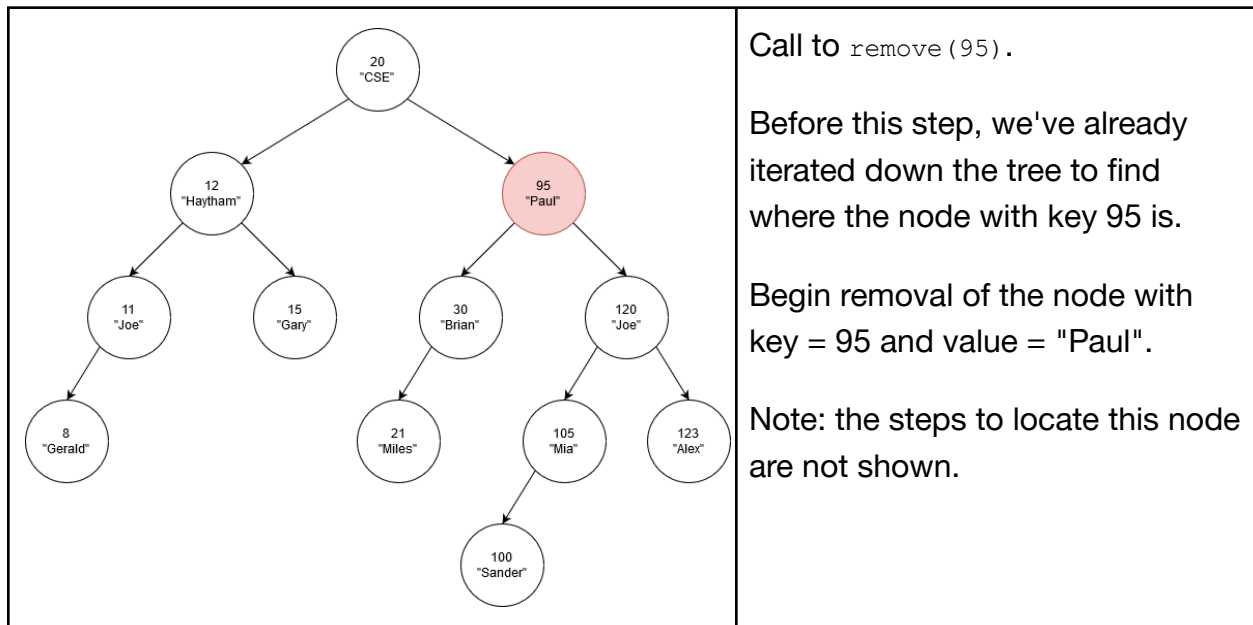 20
"CSE"
12
"Haytham"
95
"Paul"
11
"Joe"
15
"Gary"
30
"Brian"
120
"Joe"
8
"Gerald"
21
"Miles"
105
"Mia"
123
"Alex"
100
"Sander"
Call to remove(95).
Before this step, we've already
iterated down the tree to find
where the node with key 95 is.
Begin removal of the node with
key = 95 and value = "Paul".
Note: the steps to locate this node
are not shown.